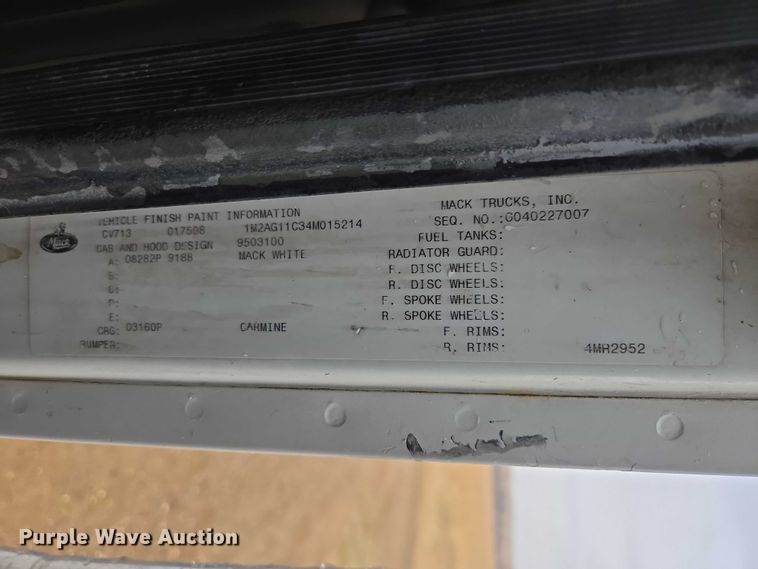 Mack
VEHICLE FINISH PAINT INFORMATION
MACK TRUCKS, INC.
CV713 017508 1M2AG11C34M015214
SEQ. NO.:G040227007
CAB AND HOOD DESIGN 9503100
FUEL TANKS:
A: 08282P 9188 MACK WHITE
RADIATOR GUARD:
B:
F. DISC WHEELS:
C:
R. DISC WHEELS:
D:
F. SPOKE WHEELS:
E:
R. SPOKE WHEELS:
CRG: 03160P CARMINE
F. RIMS:
BUMPER:
R. RIMS: 4MR2952
Purple Wave Auction